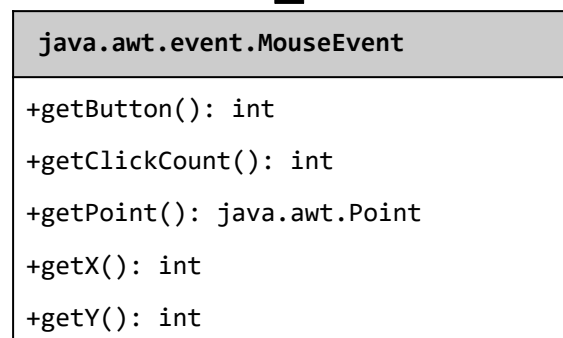 java.awt.event.MouseEvent
+getButton(): int
+getClickCount(): int
+getPoint(): java.awt.Point
+getX(): int
+getY(): int